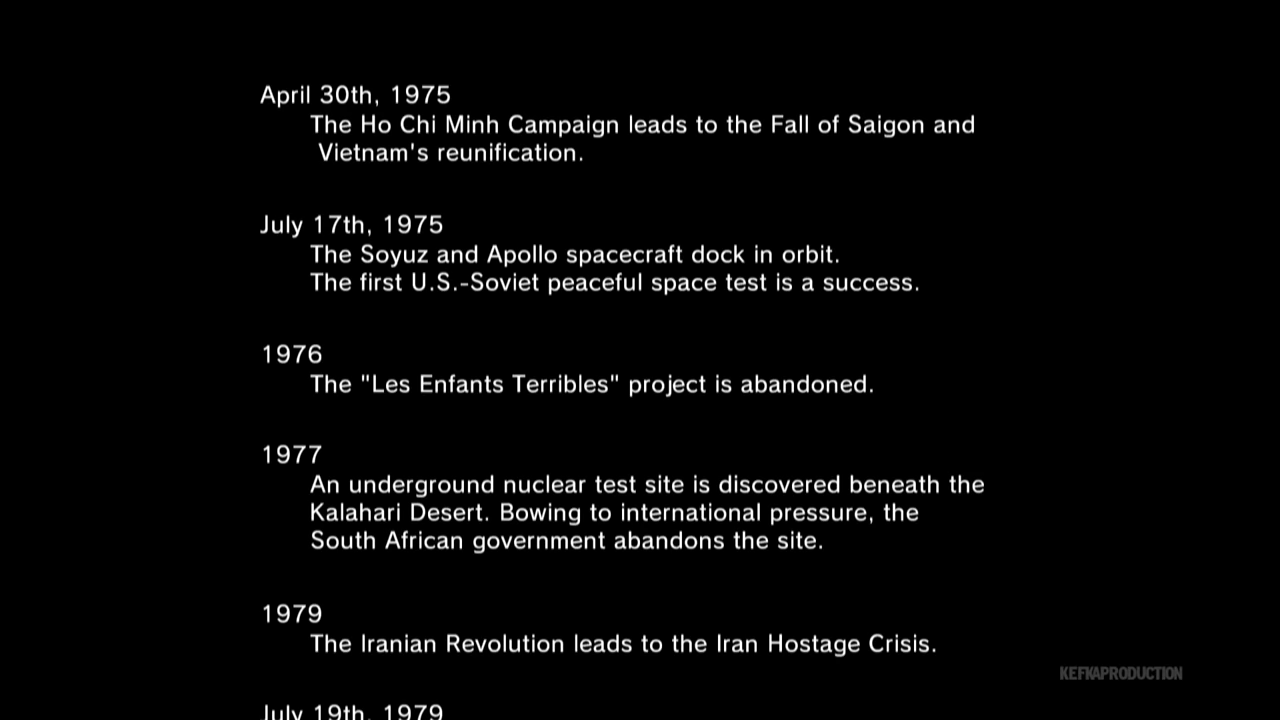 April 30th, 1975
The Ho Chi Minh Campaign leads to the Fall of Saigon and
Vietnam's reunification.
July 17th, 1975
The Soyuz and Apollo spacecraft dock in orbit.
The first U.S.-Soviet peaceful space test is a success.
1976
The "Les Enfants Terribles" project is abandoned.
1977
An underground nuclear test site is discovered beneath the
Kalahari Desert. Bowing to international pressure, the
South African government abandons the site.
1979
The Iranian Revolution leads to the Iran Hostage Crisis.
KEFKAPRODUCTION
July 19th, 1979